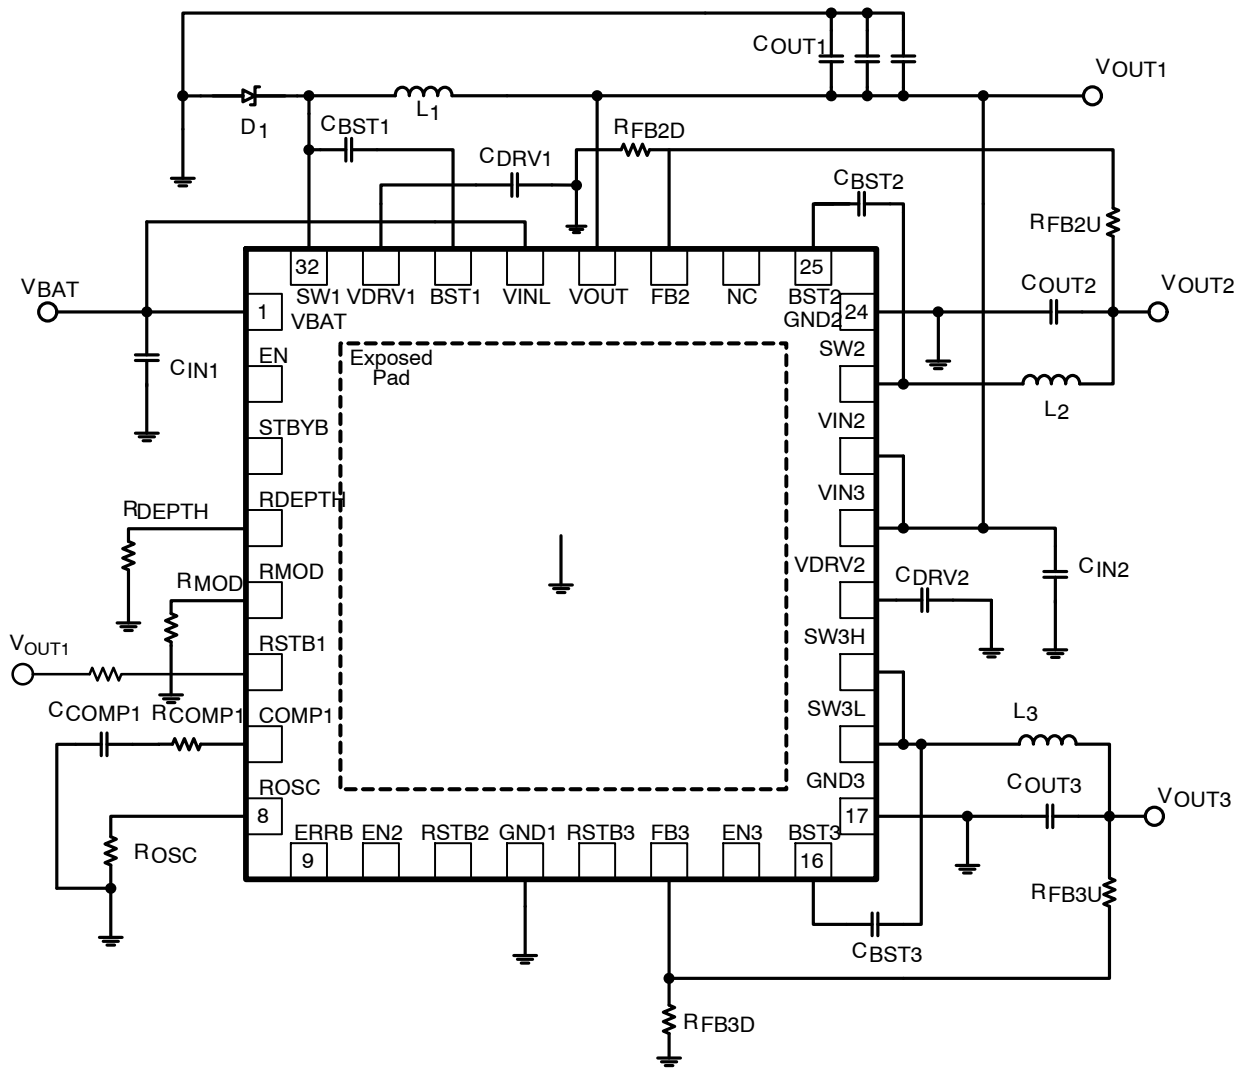 COUT1
VOUT1
D1
L1
CBST1
RFB2D
CDRV1
CBST2
RFB2U
VBAT
COUT2
VOUT2
32
25
SW1
VDRV1
BST1
VINL
VOUT
FB2
NC
BST2
1
VBAT
GND2
24
CIN1
EN
Exposed
Pad
SW2
L2
STBYB
VIN2
RDEPTH
RDEPTH
VIN3
RMOD
RMOD
VDRV2
CDRV2
CIN2
VOUT1
RSTB1
SW3H
CCOMP1
RCOMP1
COMP1
SW3L
L3
ROSC
GND3
COUT3
VOUT3
8
17
ROSC
ERRB
EN2
RSTB2
GND1
RSTB3
FB3
EN3
BST3
9
16
RFB3U
CBST3
RFB3D